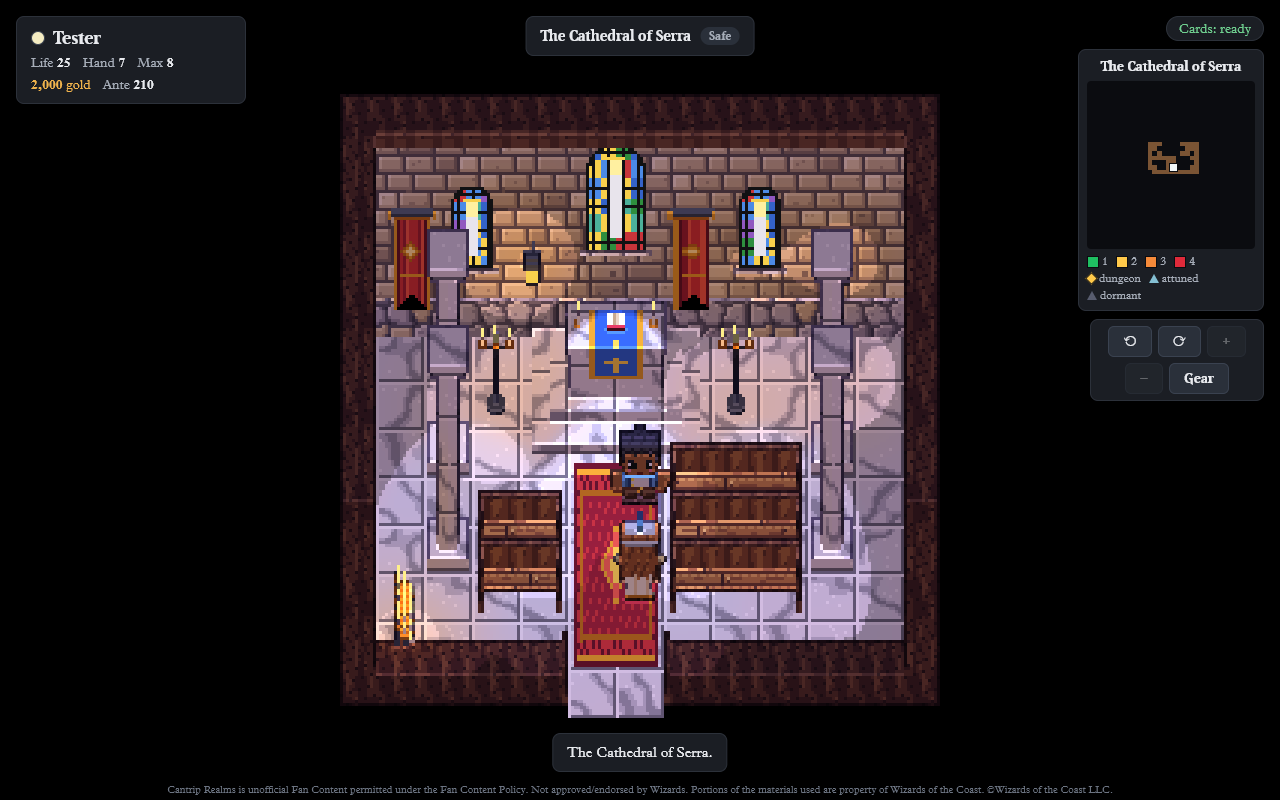 Tester
Life 25 Hand 7 Max 8
2,000 gold Ante 210
The Cathedral of Serra Safe
Cards: ready
The Cathedral of Serra
1 2 3 4
dungeon attuned
dormant
+
−
Gear
The Cathedral of Serra.
Cantrip Realms is unofficial Fan Content permitted under the Fan Content Policy. Not approved/endorsed by Wizards. Portions of the materials used are property of Wizards of the Coast. ©Wizards of the Coast LLC.